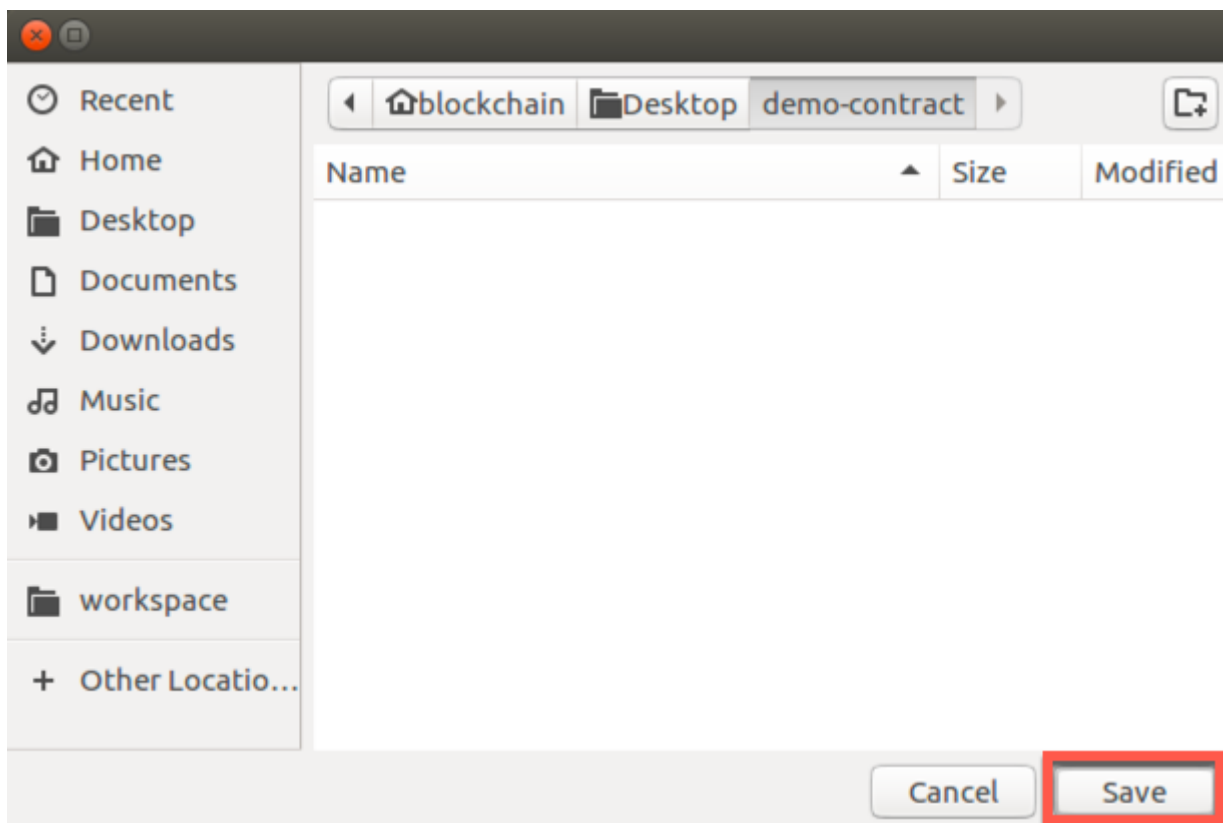 Recent
Home
Desktop
Documents
Downloads
Music
Pictures
Videos
workspace
Other Locatio...
blockchain Desktop demo-contract
Name Size Modified
Cancel Save